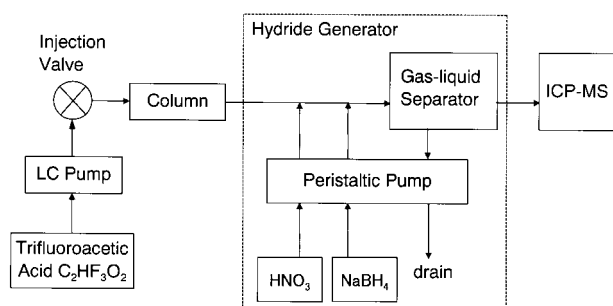 Injection
Valve
Hydride Generator
Column
Gas-liquid
Separator
ICP-MS
LC Pump
Peristaltic Pump
Trifluoroacetic
Acid C₂HF₃O₂
HNO₃
NaBH₄
drain